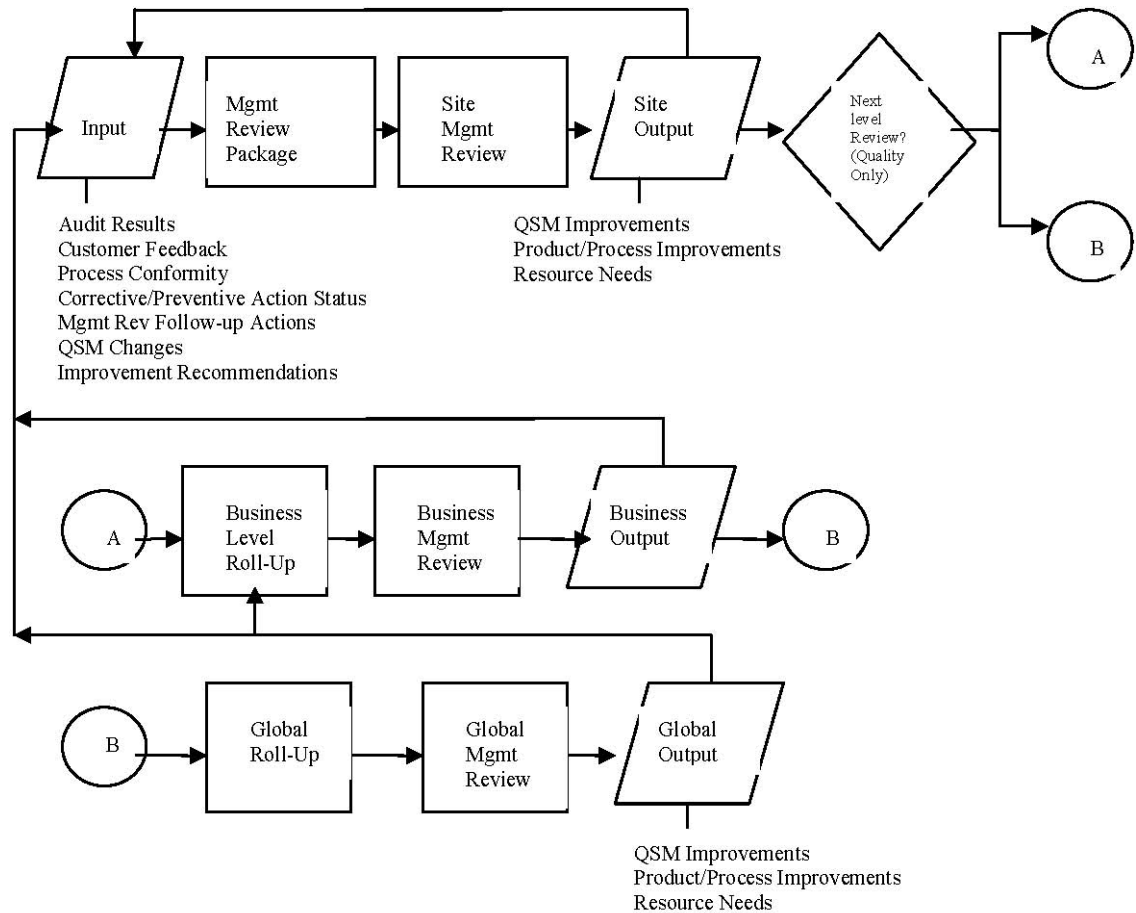 A
Input
Mgmt
Review
Package
Site
Mgmt
Review
Site
Output
Next
level
Review?
(Quality
Only)
B
Audit Results
Customer Feedback
Process Conformity
Corrective/Preventive Action Status
Mgmt Rev Follow-up Actions
QSM Changes
Improvement Recommendations
QSM Improvements
Product/Process Improvements
Resource Needs
A
Business
Level
Roll-Up
Business
Mgmt
Review
Business
Output
B
B
Global
Roll-Up
Global
Mgmt
Review
Global
Output
QSM Improvements
Product/Process Improvements
Resource Needs